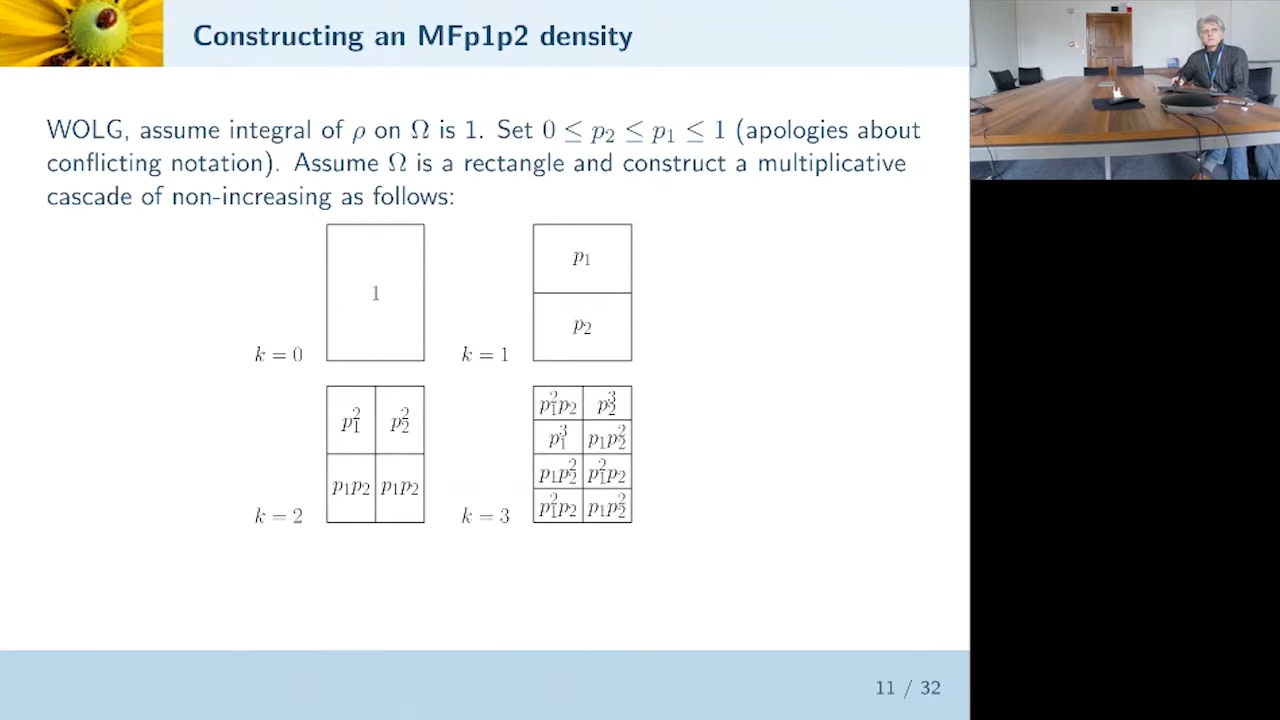 Constructing an MFp1p2 density
WOLG, assume integral of ρ on Ω is 1. Set 0 ≤ p₂ ≤ p₁ ≤ 1 (apologies about
conflicting notation). Assume Ω is a rectangle and construct a multiplicative
cascade of non-increasing as follows:
1
k = 0
p₁
p₂
k = 1
p₁² p₂²
p₁p₂ p₁p₂
k = 2
p₁²p₂ p₂³
p₁³ p₁p₂²
p₁p₂² p₁²p₂
p₁²p₂ p₁p₂²
k = 3
11 / 32